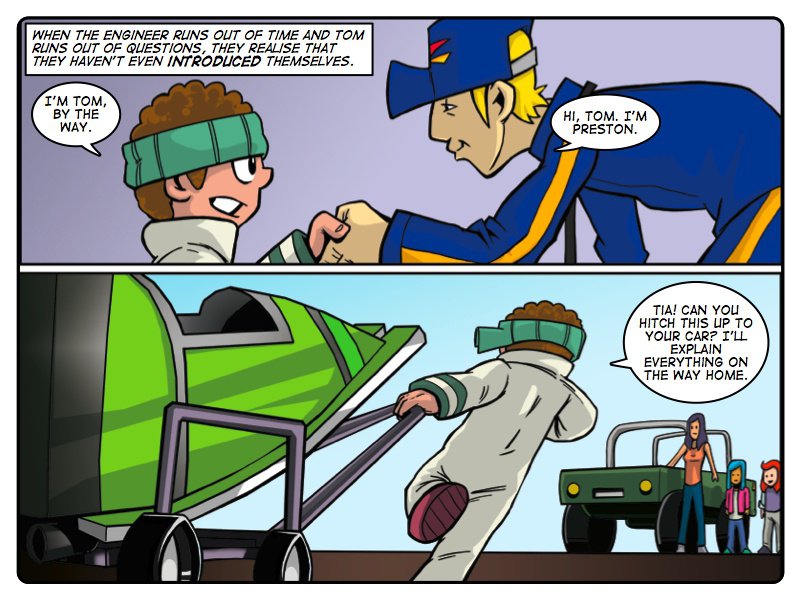 WHEN THE ENGINEER RUNS OUT OF TIME AND TOM
RUNS OUT OF QUESTIONS, THEY REALISE THAT
THEY HAVEN'T EVEN INTRODUCED THEMSELVES.
I'M TOM,
BY THE
WAY.
HI, TOM. I'M
PRESTON.
TIA! CAN YOU
HITCH THIS UP TO
YOUR CAR? I'LL
EXPLAIN
EVERYTHING ON
THE WAY HOME.